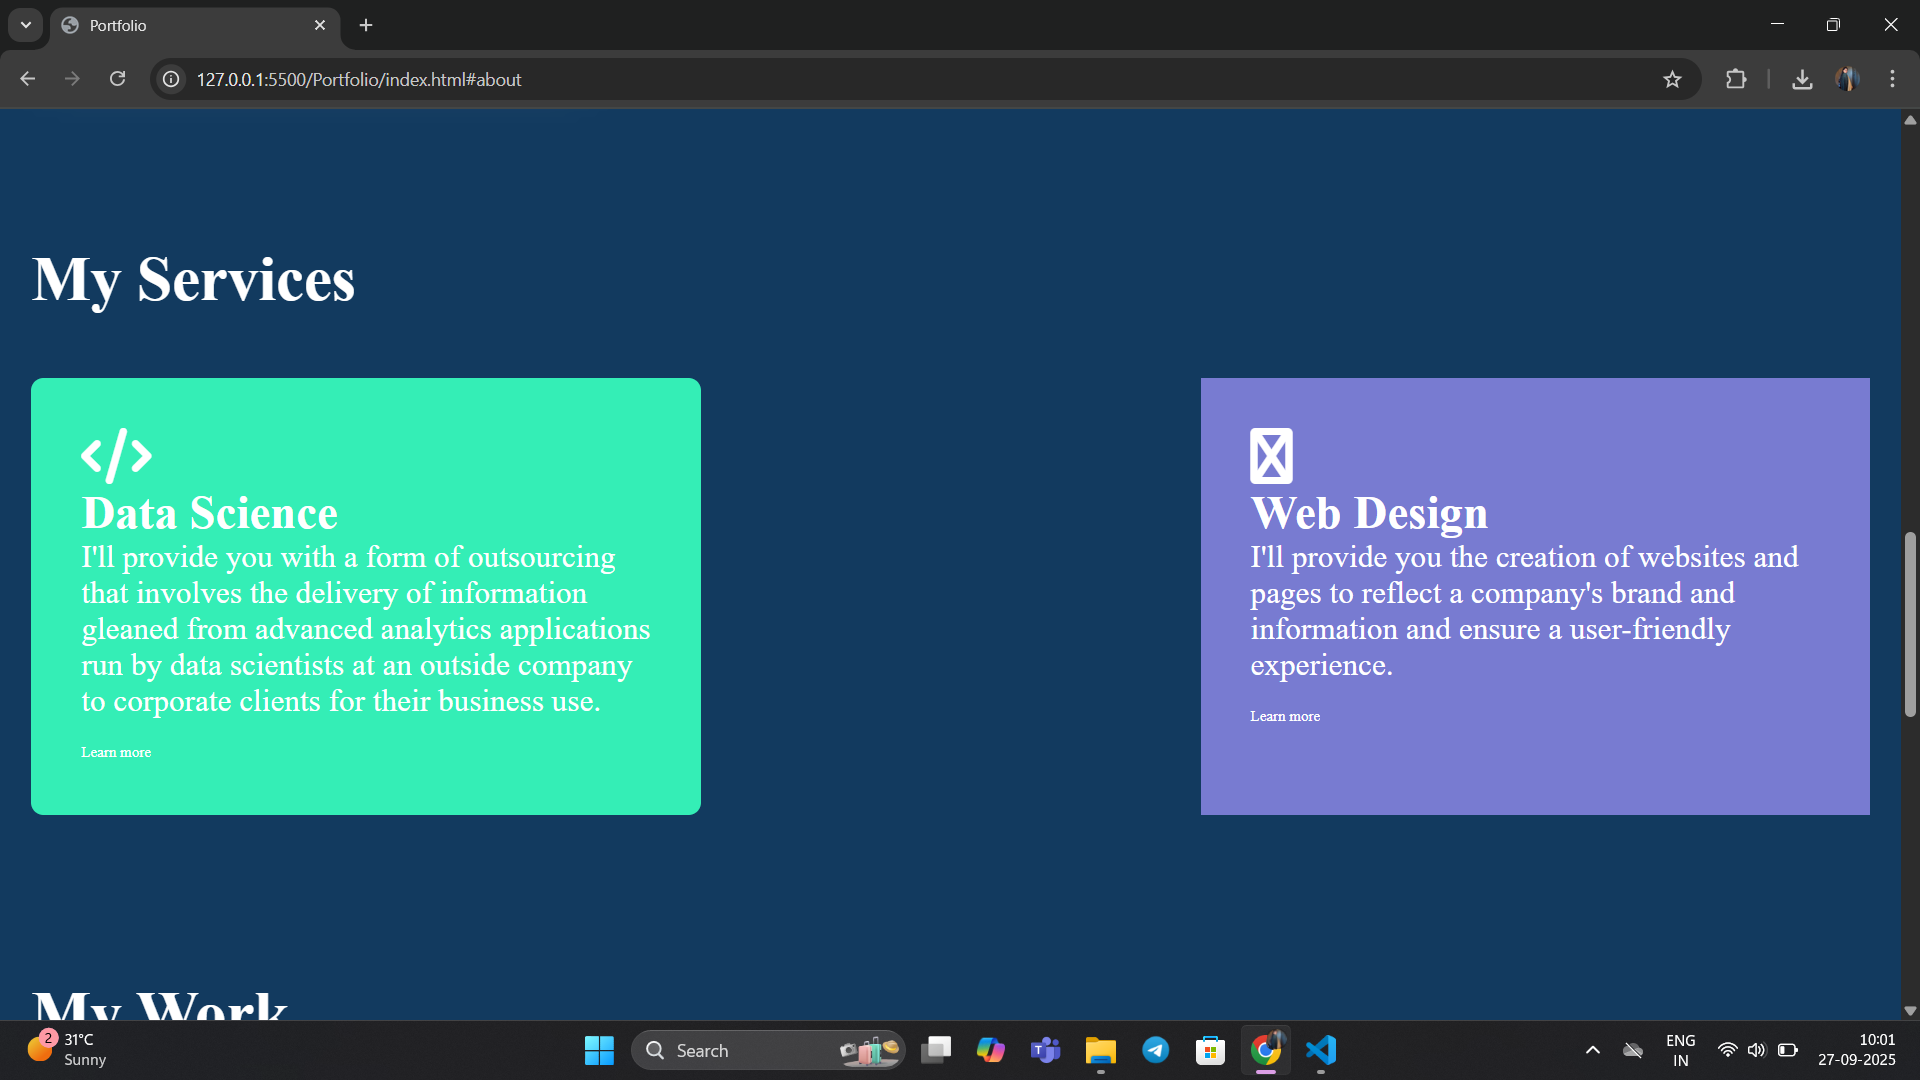 Portfolio
127.0.0.1:5500/Portfolio/index.html#about
My Services
</>
Data Science
I'll provide you with a form of outsourcing
that involves the delivery of information
gleaned from advanced analytics applications
run by data scientists at an outside company
to corporate clients for their business use.
Learn more
Web Design
I'll provide you the creation of websites and
pages to reflect a company's brand and
information and ensure a user-friendly
experience.
Learn more
My Work
2
31°C
Sunny
Search
ENG
IN
10:01
27-09-2025